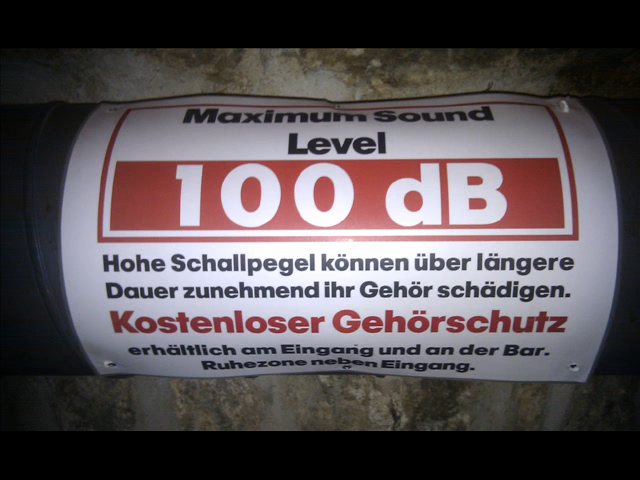 Maximum Sound
Level
100 dB
Hohe Schallpegel können über längere
Dauer zunehmend ihr Gehör schädigen.
Kostenloser Gehörschutz
erhältlich am Eingang und an der Bar.
Ruhezone neben Eingang.